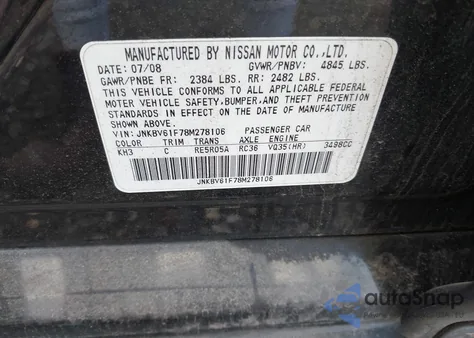 MANUFACTURED BY NISSAN MOTOR CO.,LTD.
DATE: 07/08 GVWR/PNBV: 4845 LBS.
GAWR/PNBE FR: 2384 LBS. RR: 2482 LBS.
THIS VEHICLE CONFORMS TO ALL APPLICABLE FEDERAL
MOTOR VEHICLE SAFETY, BUMPER, AND THEFT PREVENTION
STANDARDS IN EFFECT ON THE DATE OF MANUFACTURE
SHOWN ABOVE.
VIN: JNKBV61F78M278106 PASSENGER CAR
COLOR TRIM TRANS AXLE ENGINE
KH3 C RE5R05A RC36 VQ35(HR) 3498CC
JNKBV61F78M278106
autoSnap